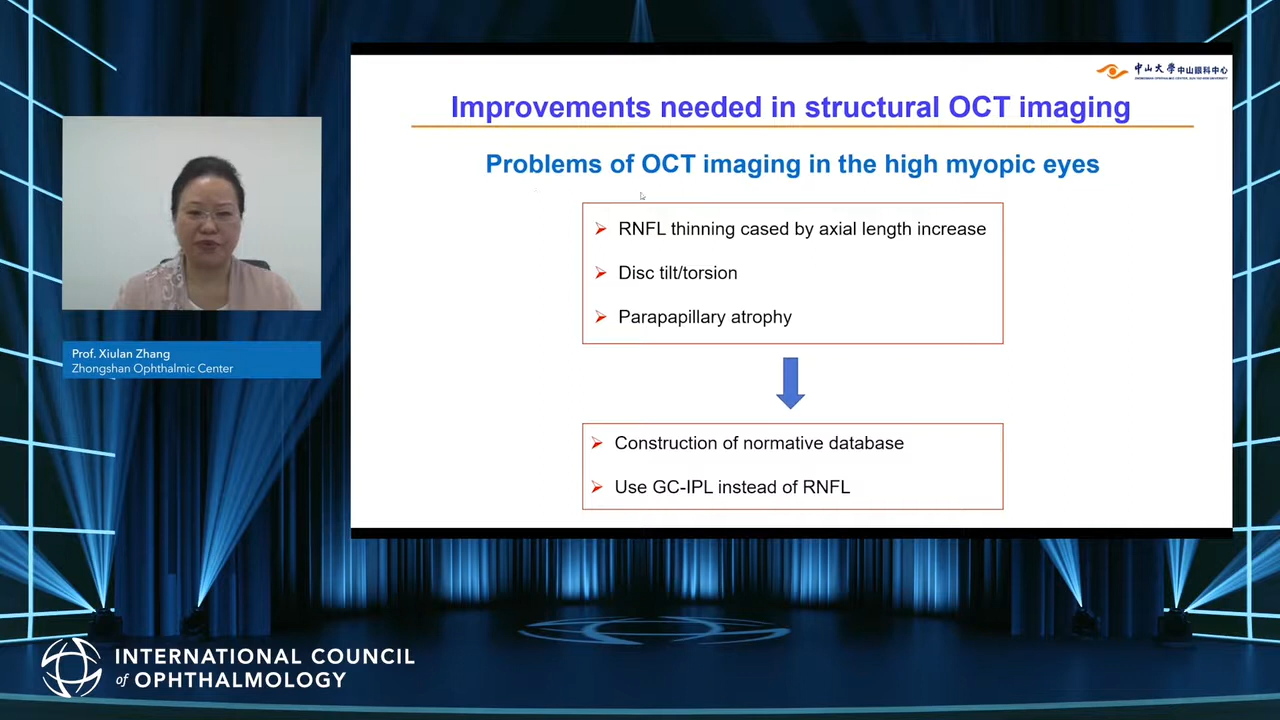 中山大學中山眼科中心
ZHONGSHAN OPHTHALMIC CENTER, SUN YAT-SEN UNIVERSITY
Improvements needed in structural OCT imaging
Problems of OCT imaging in the high myopic eyes
RNFL thinning cased by axial length increase
Disc tilt/torsion
Parapapillary atrophy
Construction of normative database
Use GC-IPL instead of RNFL
Prof. Xiulan Zhang
Zhongshan Ophthalmic Center
INTERNATIONAL COUNCIL
of OPHTHALMOLOGY